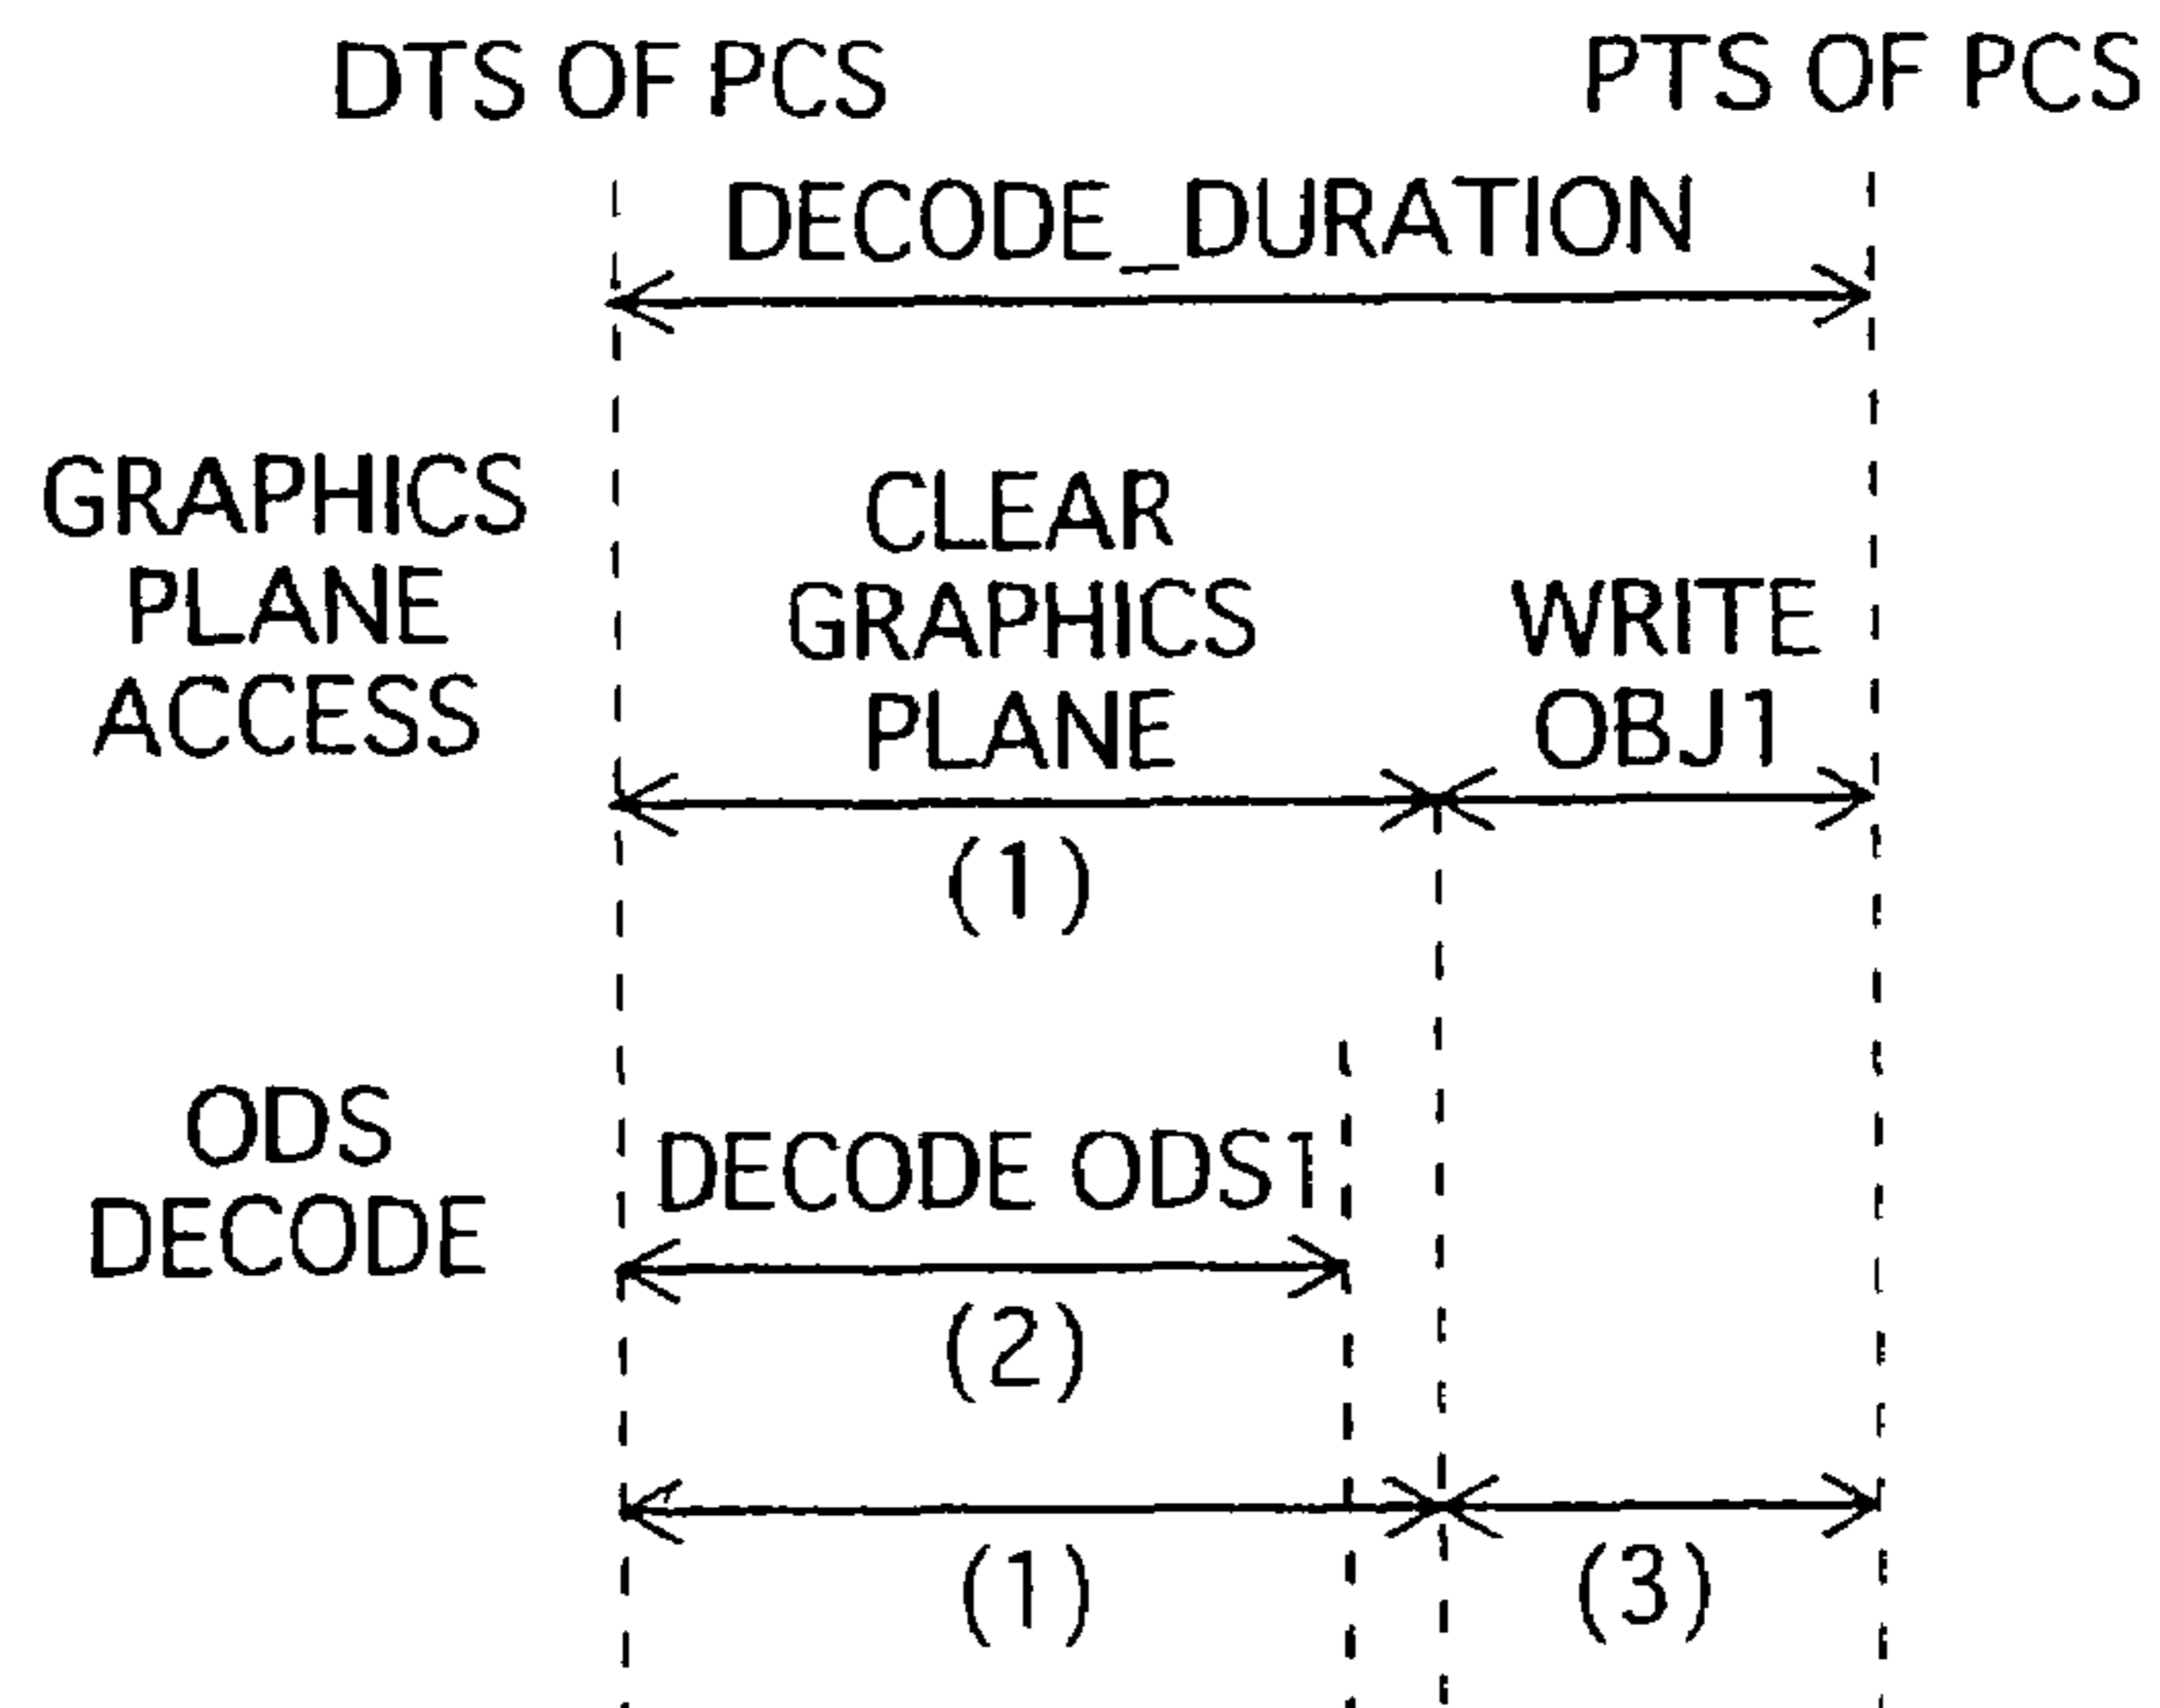 DTS OF PCS
PTS OF PCS
DECODE_DURATION
GRAPHICS
PLANE
ACCESS
CLEAR
GRAPHICS
PLANE
WRITE
OBJ1
(1)
ODS
DECODE
DECODE ODS1
(2)
(1)
(3)